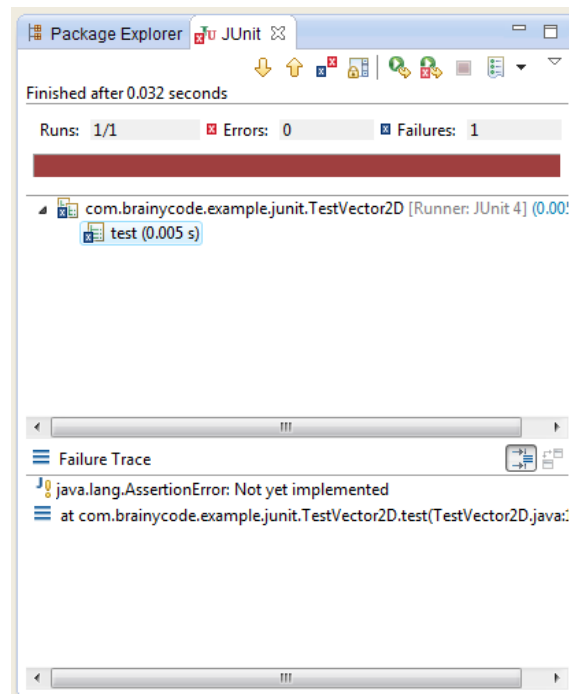 Package Explorer JUnit
Finished after 0.032 seconds
Runs: 1/1 Errors: 0 Failures: 1
com.brainycode.example.junit.TestVector2D [Runner: JUnit 4] (0.00
test (0.005 s)
Failure Trace
java.lang.AssertionError: Not yet implemented
at com.brainycode.example.junit.TestVector2D.test(TestVector2D.java: